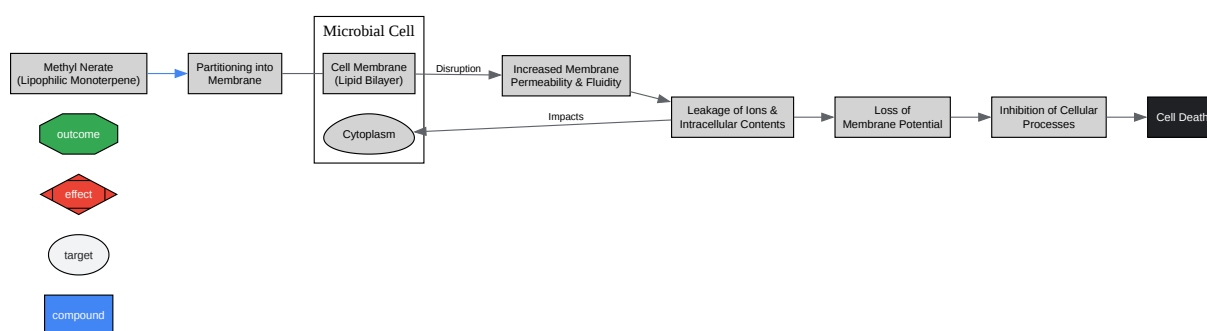 Microbial Cell
Methyl Nerate
(Lipophilic Monoterpene)
Partitioning into
Membrane
Cell Membrane
(Lipid Bilayer)
Disruption
Increased Membrane
Permeability & Fluidity
Cytoplasm
Impacts
Leakage of Ions &
Intracellular Contents
Loss of
Membrane Potential
Inhibition of Cellular
Processes
Cell Death
outcome
effect
target
compound